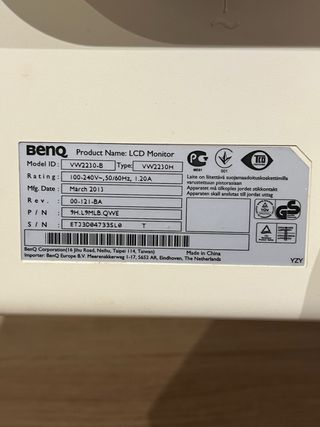 BenQ Product Name: LCD Monitor
Model ID: VW2230-B Type: VW2230H
Rating: 100-240V~, 50/60Hz, 1.20A
Mfg. Date: March 2013
Rev. 00-121-BA
P/N 9H.L9MLB.QWE
S/N ET33D04733SL0 T
TCO
Laite on liitettävä suojamaadoituskoskettimilla
varustettuun pistorasiaan
Apparatet må tilkoples jordet stikkontakt
Apparaten skall anslutas till jordat uttag
BenQ Corporation(16 Jihu Road, Neihu, Taipei 114, Taiwan)
Importer: BenQ Europe B.V. Meerenakkerweg 1-17, 5652 AR, Eindhoven, The Netherlands
Made in China
YZY